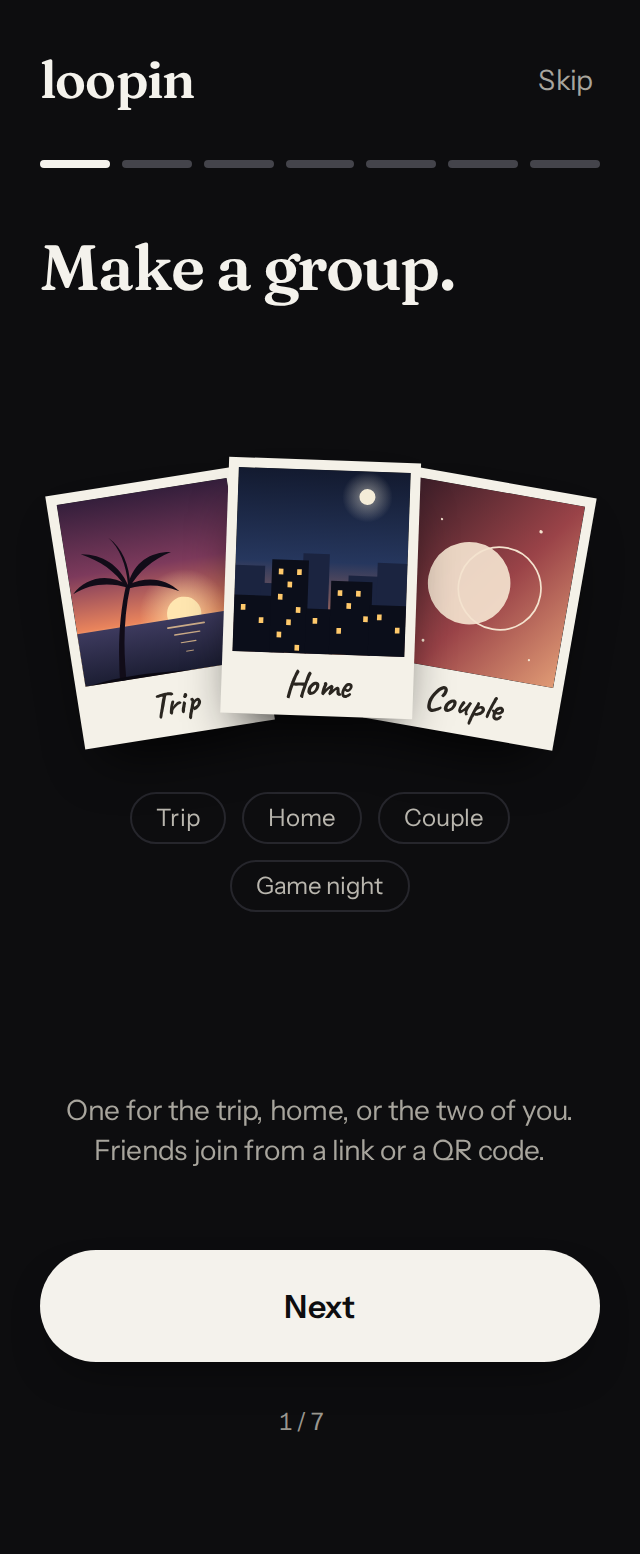 loopin
Skip
Make a group.
Trip
Home
Couple
Trip
Home
Couple
Game night
One for the trip, home, or the two of you.
Friends join from a link or a QR code.
Next
1 / 7